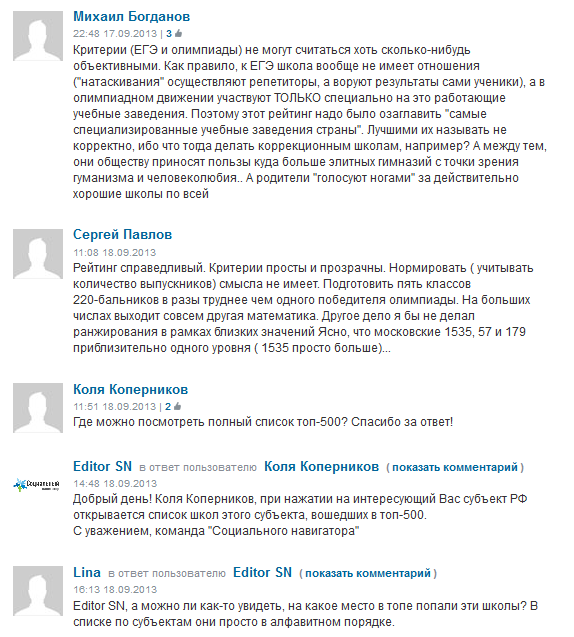 Михаил Богданов
22:48 17.09.2013 | 3
Критерии (ЕГЭ и олимпиады) не могут считаться хоть сколько-нибудь
объективными. Как правило, к ЕГЭ школа вообще не имеет отношения
("натаскивания" осуществляют репетиторы, а воруют результаты сами ученики), а в
олимпиадном движении участвуют ТОЛЬКО специально на это работающие
учебные заведения. Поэтому этот рейтинг надо было озаглавить "самые
специализированные учебные заведения страны". Лучшими их называть не
корректно, ибо что тогда делать коррекционным школам, например? А между тем,
они обществу приносят пользы куда больше элитных гимназий с точки зрения
гуманизма и человеколюбия.. А родители "голосуют ногами" за действительно
хорошие школы по всей
Сергей Павлов
11:08 18.09.2013
Рейтинг справедливый. Критерии просты и прозрачны. Нормировать ( учитывать
количество выпускников) смысла не имеет. Подготовить пять классов
220-бальников в разы труднее чем одного победителя олимпиады. На больших
числах выходит совсем другая математика. Другое дело я бы не делал
ранжирования в рамках близких значений Ясно, что московские 1535, 57 и 179
приблизительно одного уровня ( 1535 просто больше)...
Коля Коперников
11:51 18.09.2013 | 2
Где можно посмотреть полный список топ-500? Спасибо за ответ!
Editor SN в ответ пользователю Коля Коперников ( показать комментарий )
Социальный
14:48 18.09.2013
Добрый день! Коля Коперников, при нажатии на интересующий Вас субъект РФ
открывается список школ этого субъекта, вошедших в топ-500.
С уважением, команда "Социального навигатора"
Lina в ответ пользователю Editor SN ( показать комментарий )
16:13 18.09.2013
Editor SN, а можно ли как-то увидеть, на какое место в топе попали эти школы? В
списке по субъектам они просто в алфавитном порядке.